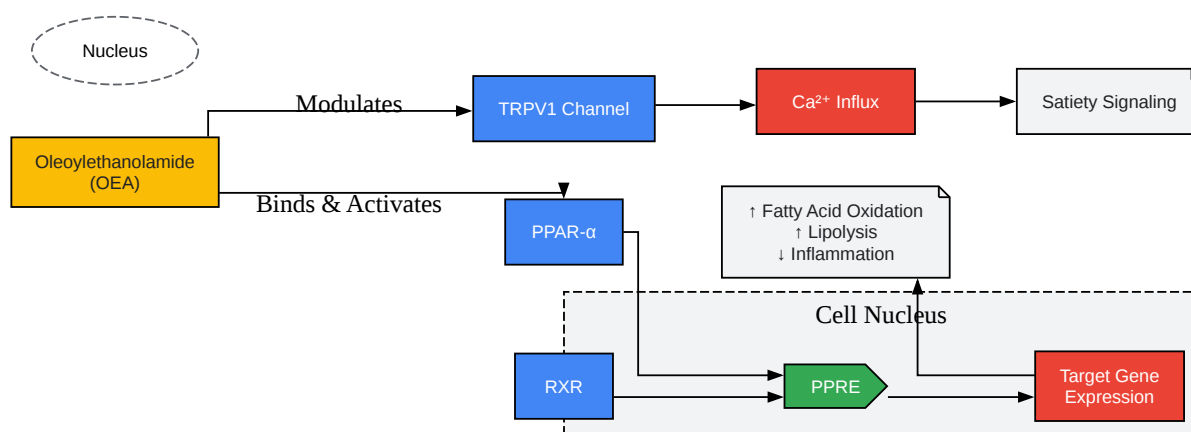 Nucleus
Modulates
TRPV1 Channel
Ca²⁺ Influx
Satiety Signaling
Oleoylethanolamide
(OEA)
Binds & Activates
PPAR-α
↑ Fatty Acid Oxidation
↑ Lipolysis
↓ Inflammation
Cell Nucleus
RXR
PPRE
Target Gene
Expression